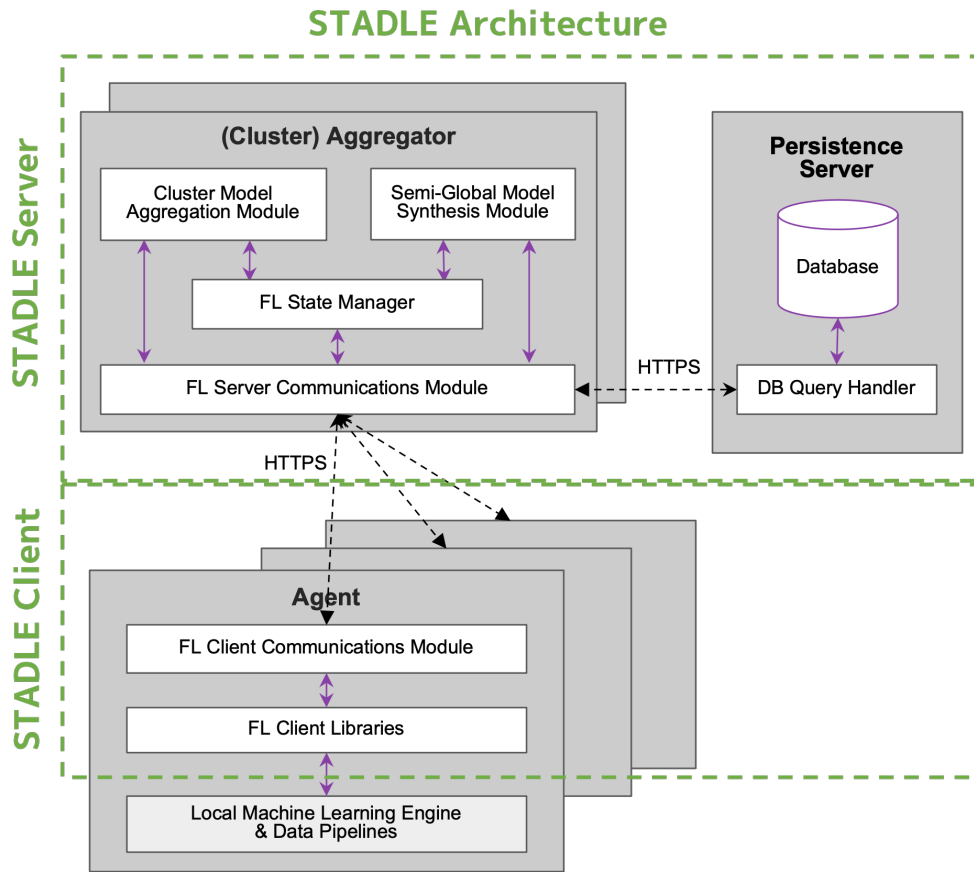 STADLE Architecture
STADLE Server
(Cluster) Aggregator
Cluster Model
Aggregation Module
Semi-Global Model
Synthesis Module
FL State Manager
FL Server Communications Module
HTTPS
Persistence
Server
Database
DB Query Handler
HTTPS
STADLE Client
Agent
FL Client Communications Module
FL Client Libraries
Local Machine Learning Engine
& Data Pipelines